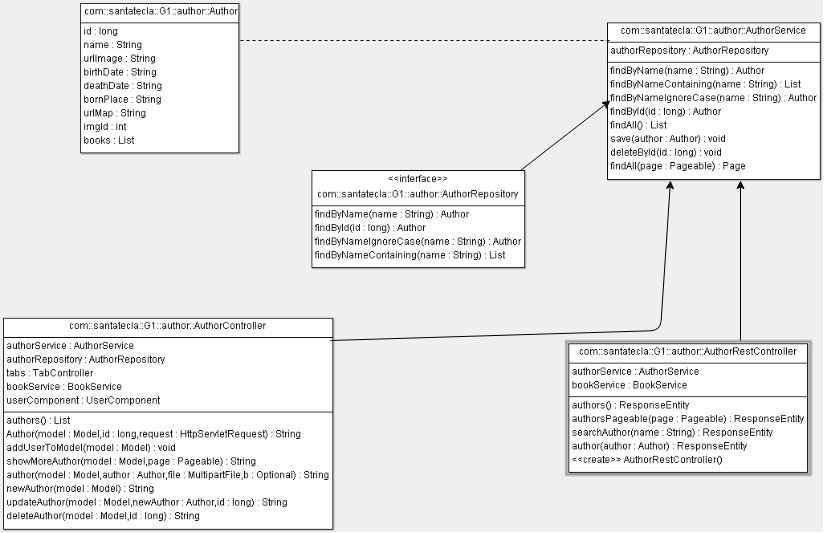 com::santatecla::G1::author::Author
id : long
name : String
urlImage : String
birthDate : String
deathDate : String
bornPlace : String
urlMap : String
imgId : int
books : List
com::santatecla::G1::author::AuthorService
authorRepository : AuthorRepository
findByName(name : String) : Author
findByNameContaining(name : String) : List
findByNameIgnoreCase(name : String) : Author
findById(id : long) : Author
findAll() : List
save(author : Author) : void
deleteById(id : long) : void
findAll(page : Pageable) : Page
<<interface>>
com::santatecla::G1::author::AuthorRepository
findByName(name : String) : Author
findById(id : long) : Author
findByNameIgnoreCase(name : String) : Author
findByNameContaining(name : String) : List
com::santatecla::G1::author::AuthorController
authorService : AuthorService
authorRepository : AuthorRepository
tabs : TabController
bookService : BookService
userComponent : UserComponent
authors() : List
Author(model : Model,id : long,request : HttpServletRequest) : String
addUserToModel(model : Model) : void
showMoreAuthor(model : Model,page : Pageable) : String
author(model : Model,author : Author,file : MultipartFile,b : Optional) : String
newAuthor(model : Model) : String
updateAuthor(model : Model,newAuthor : Author,id : long) : String
deleteAuthor(model : Model,id : long) : String
com::santatecla::G1::author::AuthorRestController
authorService : AuthorService
bookService : BookService
authors() : ResponseEntity
authorsPageable(page : Pageable) : ResponseEntity
searchAuthor(name : String) : ResponseEntity
author(author : Author) : ResponseEntity
<<create>> AuthorRestController()